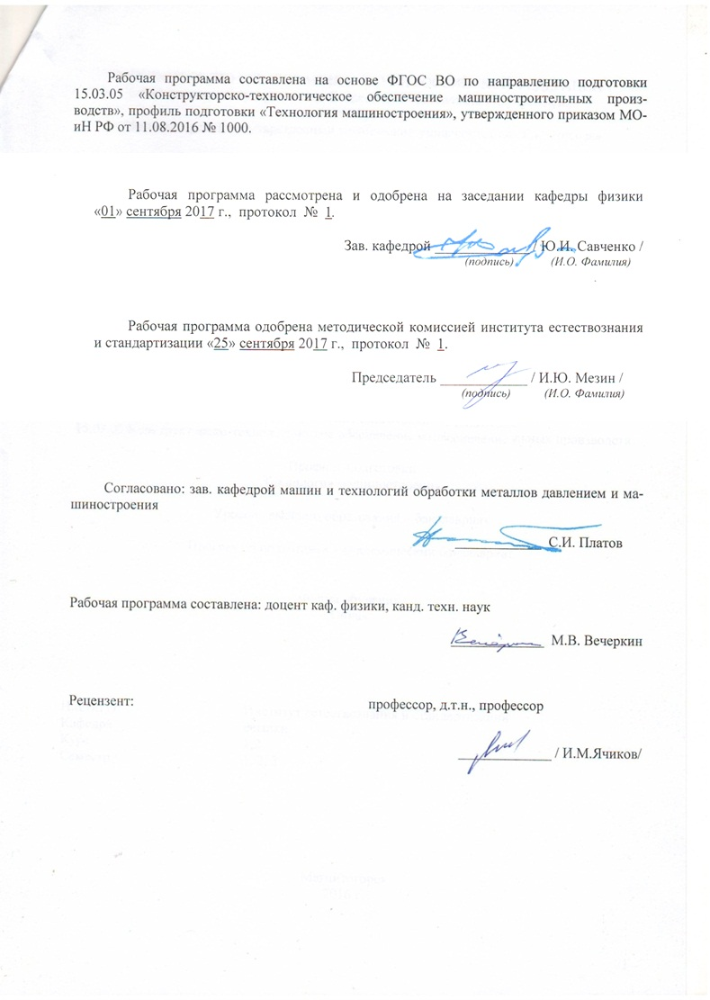 Рабочая программа составлена на основе ФГОС ВО по направлению подготовки
15.03.05 «Конструкторско-технологическое обеспечение машиностроительных произ-
водств», профиль подготовки «Технология машиностроения», утвержденного приказом МО-
иН РФ от 11.08.2016 № 1000.
Рабочая программа рассмотрена и одобрена на заседании кафедры физики
«01» сентября 2017 г., протокол № 1.
Зав. кафедрой ______________ / Ю.И. Савченко /
(подпись) (И.О. Фамилия)
Рабочая программа одобрена методической комиссией института естествознания
и стандартизации «25» сентября 2017 г., протокол № 1.
Председатель ____________ / И.Ю. Мезин /
(подпись) (И.О. Фамилия)
Согласовано: зав. кафедрой машин и технологий обработки металлов давлением и ма-
шиностроения
____________ С.И. Платов
Рабочая программа составлена: доцент каф. физики, канд. техн. наук
_____________ М.В. Вечеркин
Рецензент: профессор, д.т.н., профессор
_____________ / И.М.Ячиков/